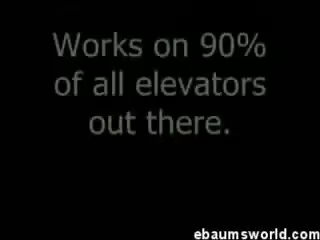 Works on 90%
of all elevators
out there.
ebaumsworld.com